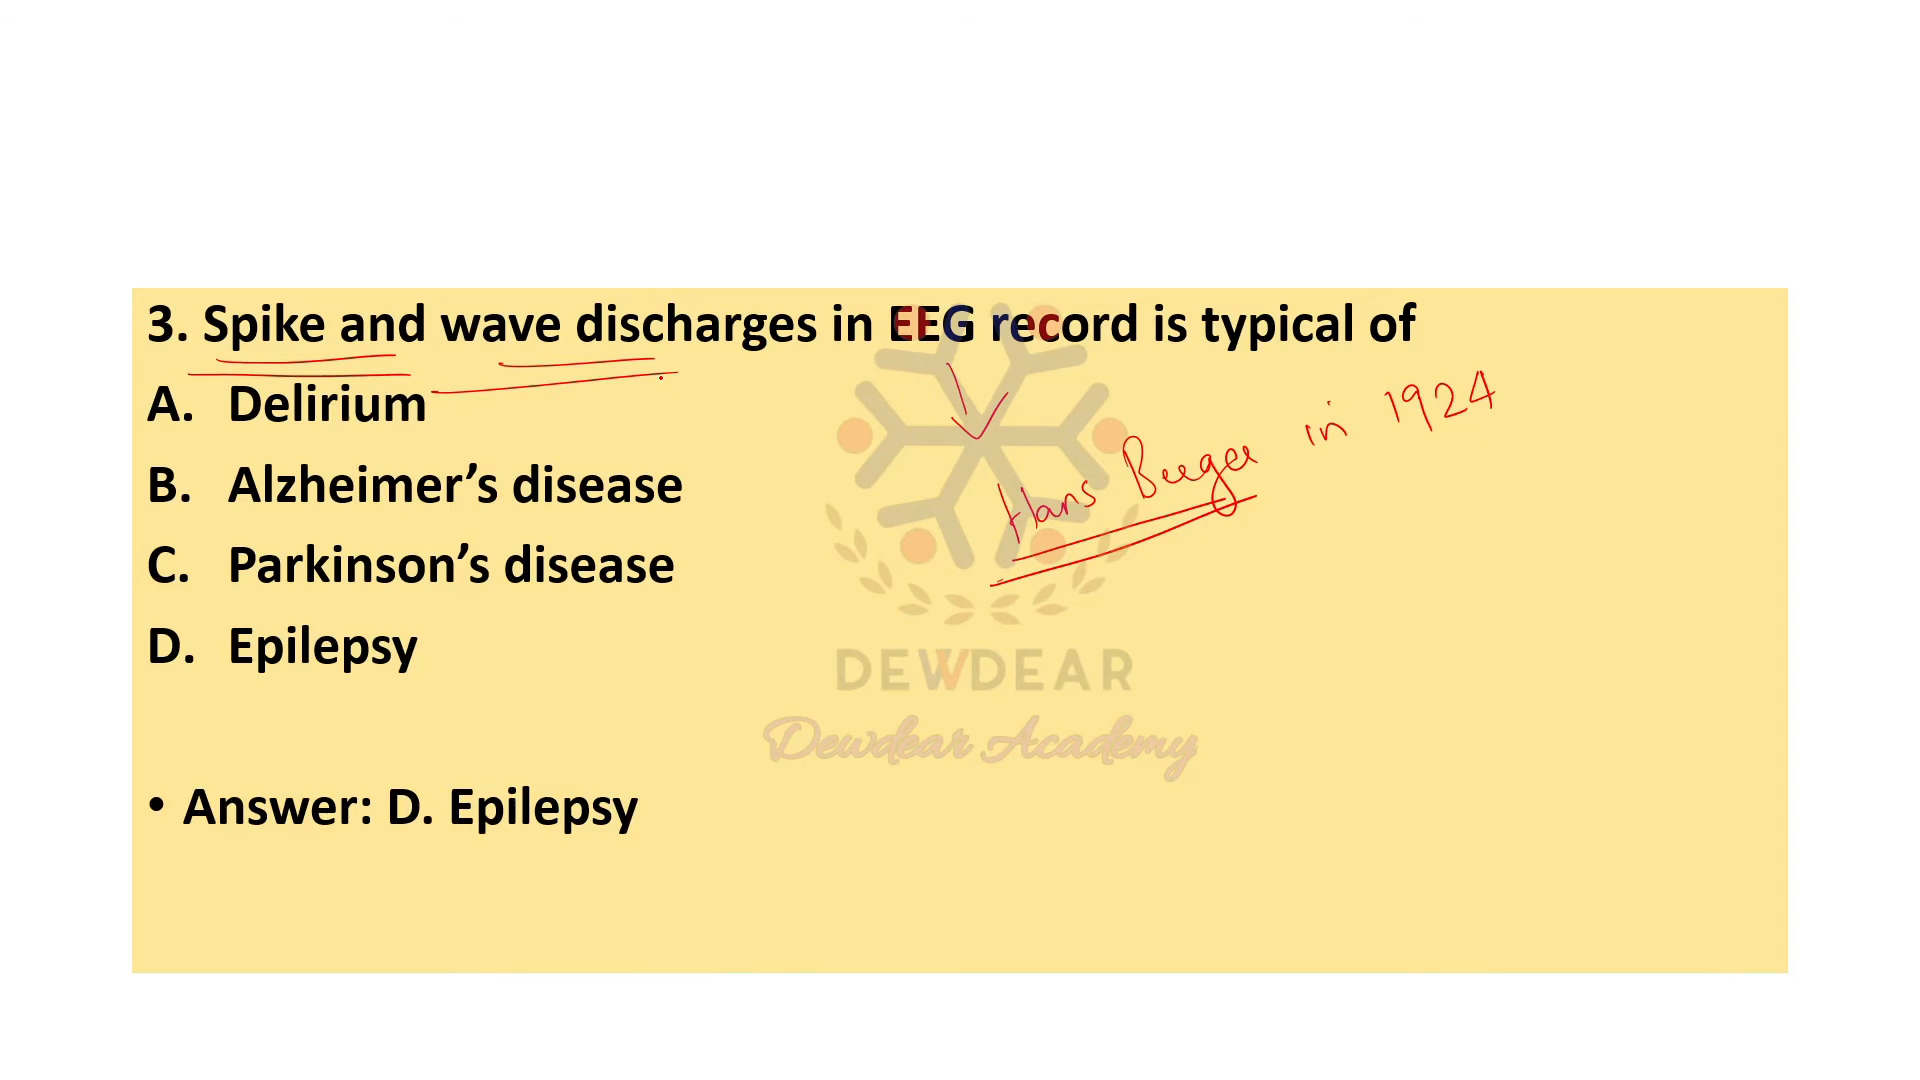 3. Spike and wave discharges in EEG record is typical of
A. Delirium
B. Alzheimer’s disease
C. Parkinson’s disease
D. Epilepsy
• Answer: D. Epilepsy
Hans Berger in 1924
DEWDEAR
Dewdear Academy